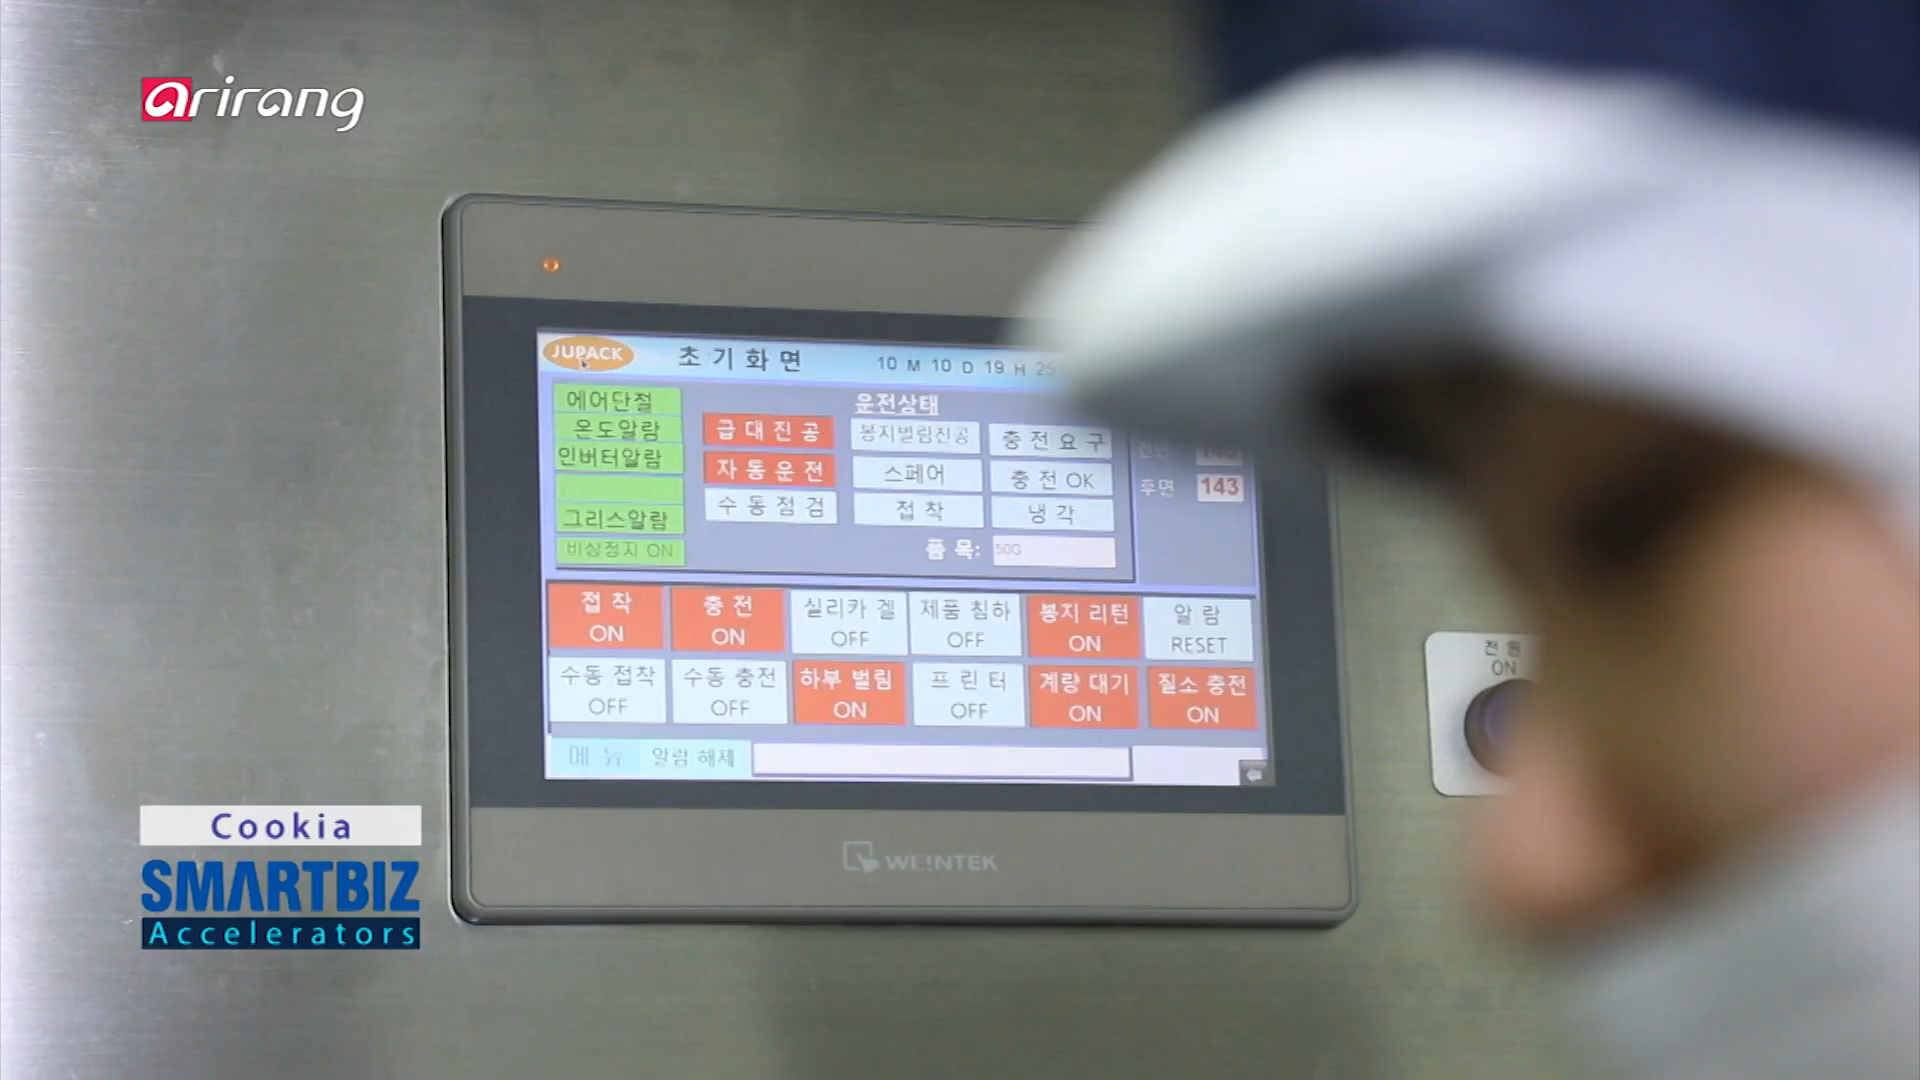 arirang
JUPACK
초기화면
10 M 10 D 19 H 25
에어단절
온도알람
인버터알람
그리스알람
비상정지 ON
운전상태
급대진공
봉지벌림진공
충전요구
자동운전
스페어
충전OK
수동점검
접착
냉각
품목:
50G
후면
143
접착
ON
충전
ON
실리카겔
OFF
제품 침하
OFF
봉지 리턴
ON
알람
RESET
수동 접착
OFF
수동 충전
OFF
하부 벌림
ON
프린터
OFF
계량 대기
ON
질소 충전
ON
메뉴
알람 해제
WEINTEK
전원
ON
Cookia
SMARTBIZ
Accelerators